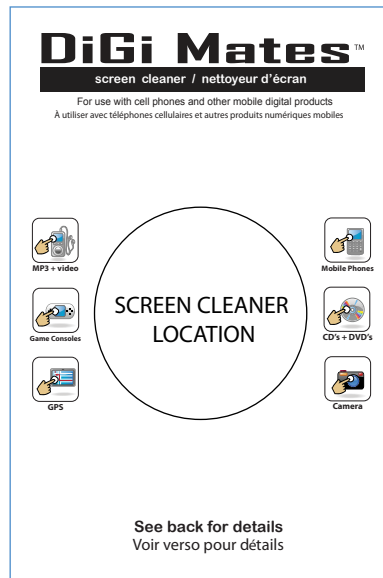 DiGi Mates™
screen cleaner / nettoyeur d'écran
For use with cell phones and other mobile digital products
À utiliser avec téléphones cellulaires et autres produits numériques mobiles
MP3 + video
Mobile Phones
SCREEN CLEANER
LOCATION
Game Consoles
CD's + DVD's
GPS
Camera
See back for details
Voir verso pour détails